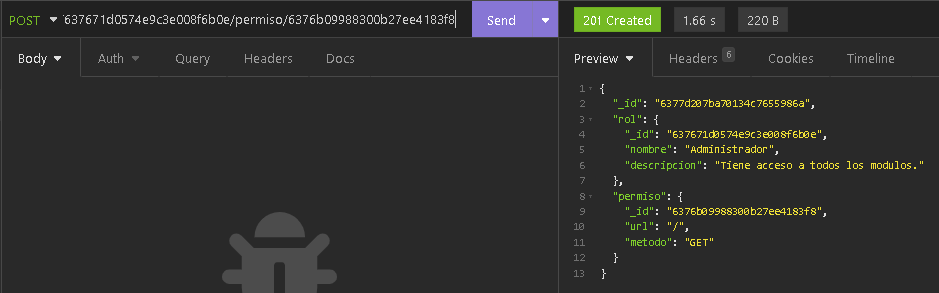 POST 637671d0574e9c3e008f6b0e/permiso/6376b09988300b27ee4183f8 Send 201 Created 1.66 s 220 B
Body Auth Query Headers Docs Preview Headers 6 Cookies Timeline
1 {
2 "_id": "6377d207ba70134c7655986a",
3 "rol": {
4 "_id": "637671d0574e9c3e008f6b0e",
5 "nombre": "Administrador",
6 "descripcion": "Tiene acceso a todos los modulos."
7 },
8 "permiso": {
9 "_id": "6376b09988300b27ee4183f8",
10 "url": "/",
11 "metodo": "GET"
12 }
13 }